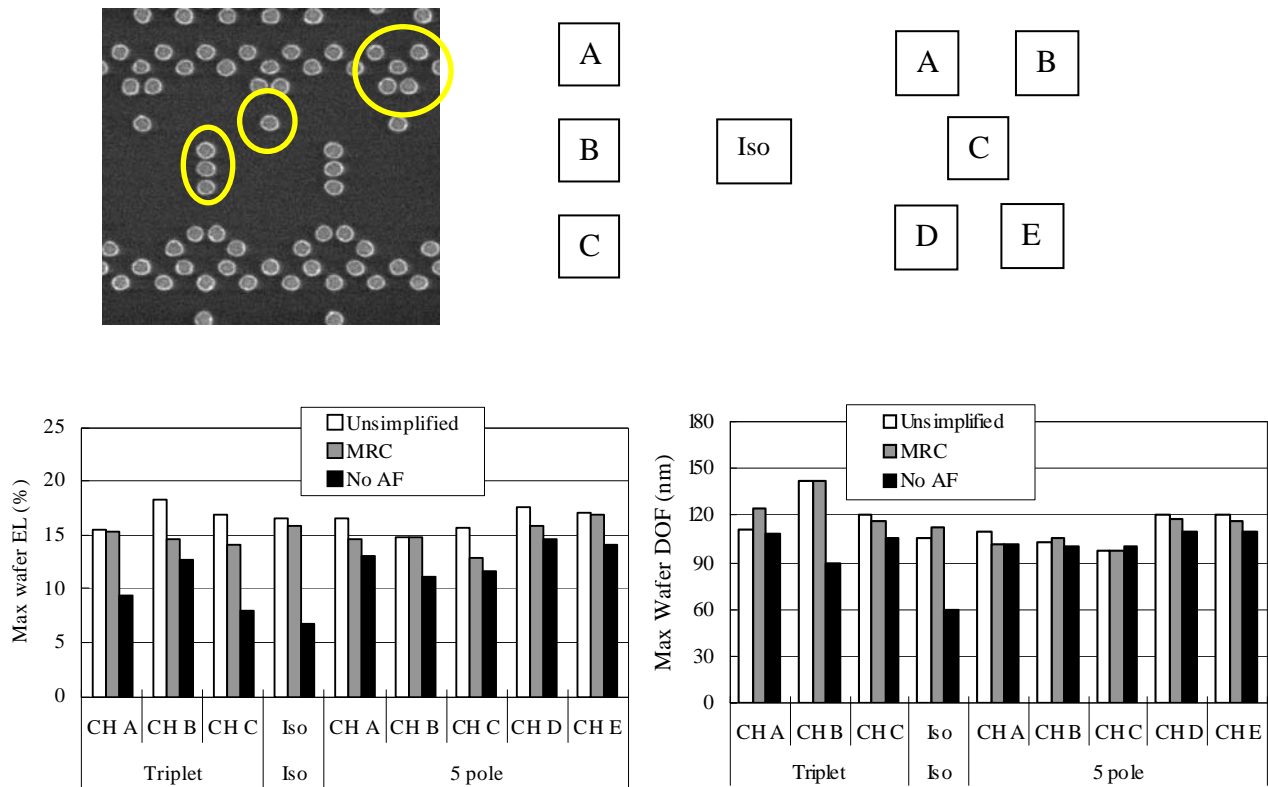 A
B
C
Iso
A B
C
D E
Unsimplified
MRC
No AF
Max wafer EL (%)
25
20
15
10
5
0
CH A CH B CH C Iso CH A CH B CH C CH D CH E
Triplet Iso 5 pole
Unsimplified
MRC
No AF
Max Wafer DOF (nm)
180
150
120
90
60
30
0
CH A CH B CH C Iso CH A CH B CH C CH D CH E
Triplet Iso 5 pole